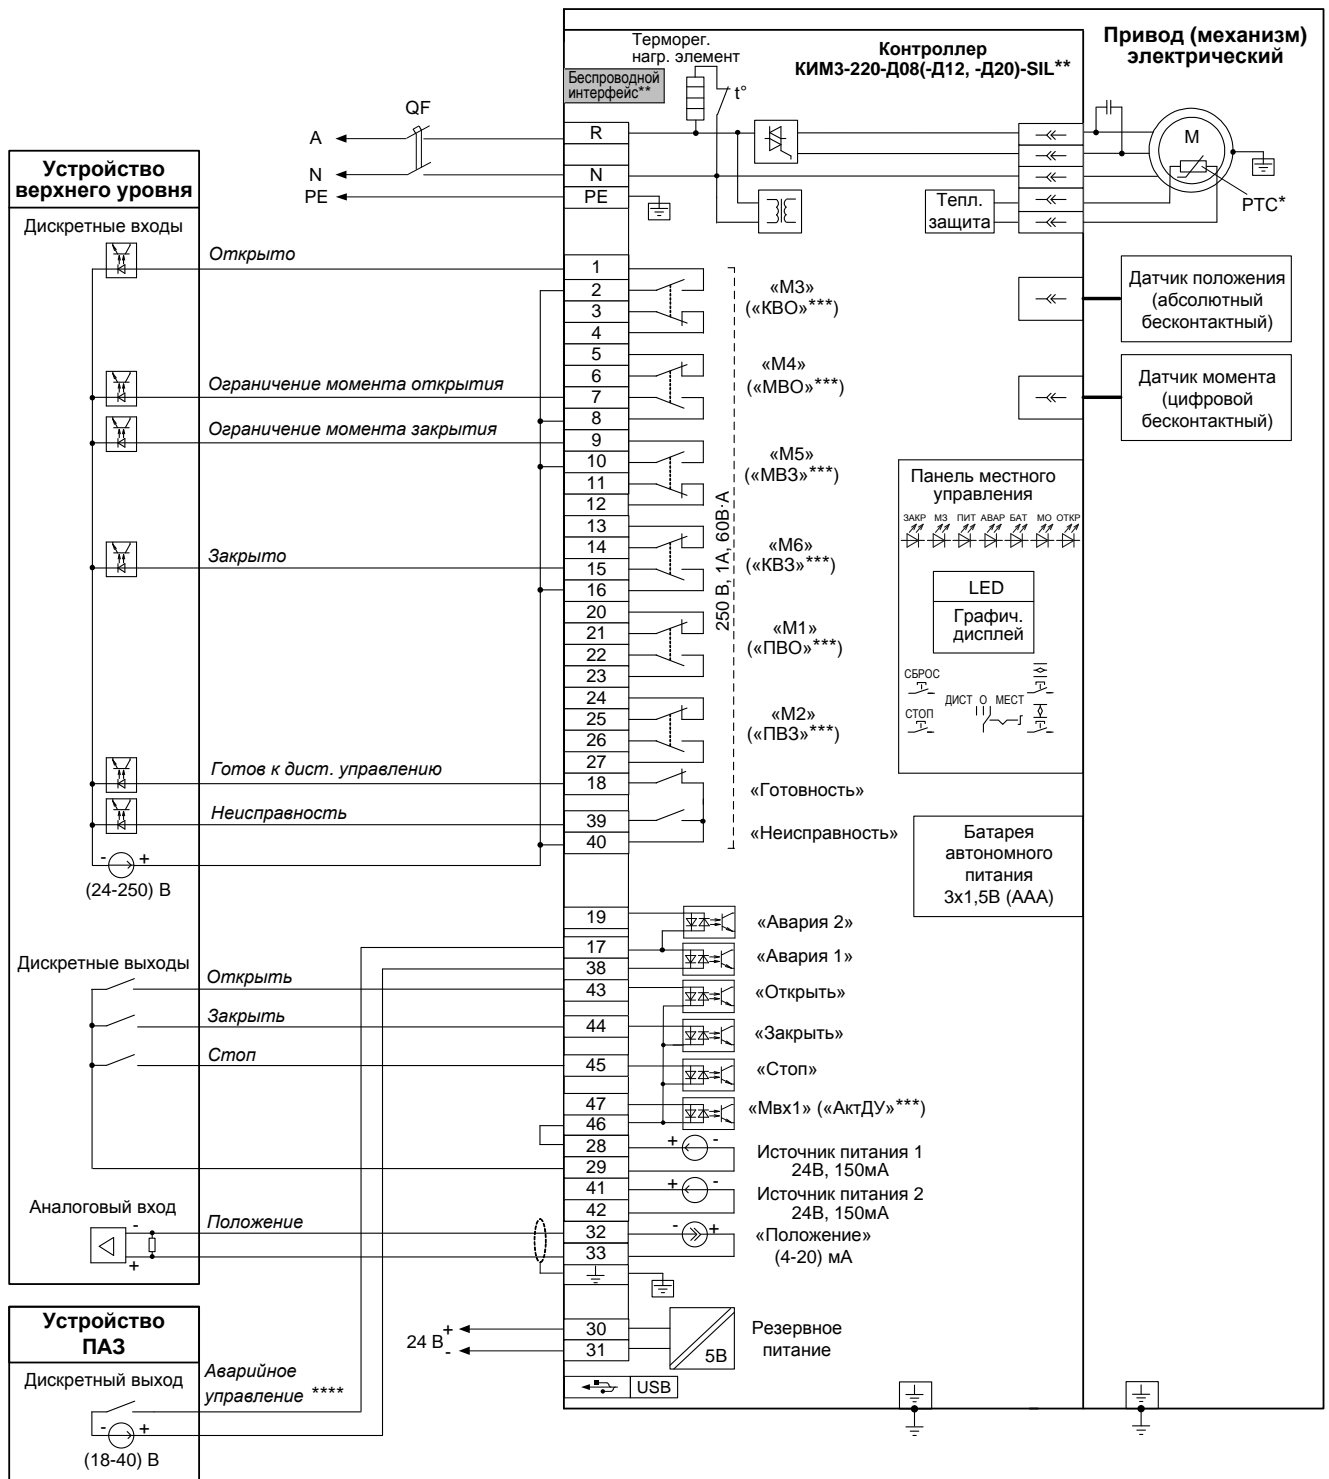 Привод (механизм)
электрический
Контроллер
КИМ3-220-Д08(-Д12, -Д20)-SIL**
Терморег.
нагр. элемент
Беспроводной
интерфейс**
t°
QF
A
N
PE
R
N
PE
M
PTC*
Тепл.
защита
Устройство
верхнего уровня
Дискретные входы
Открыто
Ограничение момента открытия
Ограничение момента закрытия
Закрыто
Готов к дист. управлению
Неисправность
- +
(24-250) В
1
2
3
4
5
6
7
8
9
10
11
12
13
14
15
16
20
21
22
23
24
25
26
27
18
39
40
«М3»
(«КВО»***)
«М4»
(«МВО»***)
«М5»
(«МВЗ»***)
«М6»
(«КВЗ»***)
«М1»
(«ПВО»***)
«М2»
(«ПВЗ»***)
«Готовность»
«Неисправность»
250 В, 1А, 60В·А
Датчик положения
(абсолютный
бесконтактный)
Датчик момента
(цифровой
бесконтактный)
Панель местного
управления
ЗАКР МЗ ПИТ АВАР БАТ МО ОТКР
LED
Графич.
дисплей
СБРОС
СТОП
ДИСТ О МЕСТ
Батарея
автономного
питания
3х1,5В (ААА)
Дискретные выходы
Открыть
Закрыть
Стоп
19
17
38
43
44
45
47
46
28
29
41
42
32
33
«Авария 2»
«Авария 1»
«Открыть»
«Закрыть»
«Стоп»
«Мвх1» («АктДУ»***)
+ -
Источник питания 1
24В, 150мА
+ -
Источник питания 2
24В, 150мА
- +
«Положение»
(4-20) мА
Аналоговый вход
-
+
Положение
24 В
+
-
30
31
5В
Резервное
питание
USB
Устройство
ПАЗ
Дискретный выход
Аварийное
управление ****
- +
(18-40) В